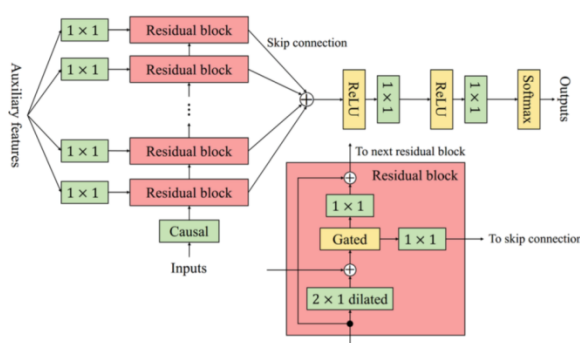 1 × 1
Residual block
Skip connection
1 × 1
Residual block
Auxiliary features
...
ReLU
1 × 1
ReLU
1 × 1
Softmax
Outputs
1 × 1
Residual block
1 × 1
Residual block
Causal
Inputs
To next residual block
Residual block
1 × 1
Gated
1 × 1
To skip connection
2 × 1 dilated